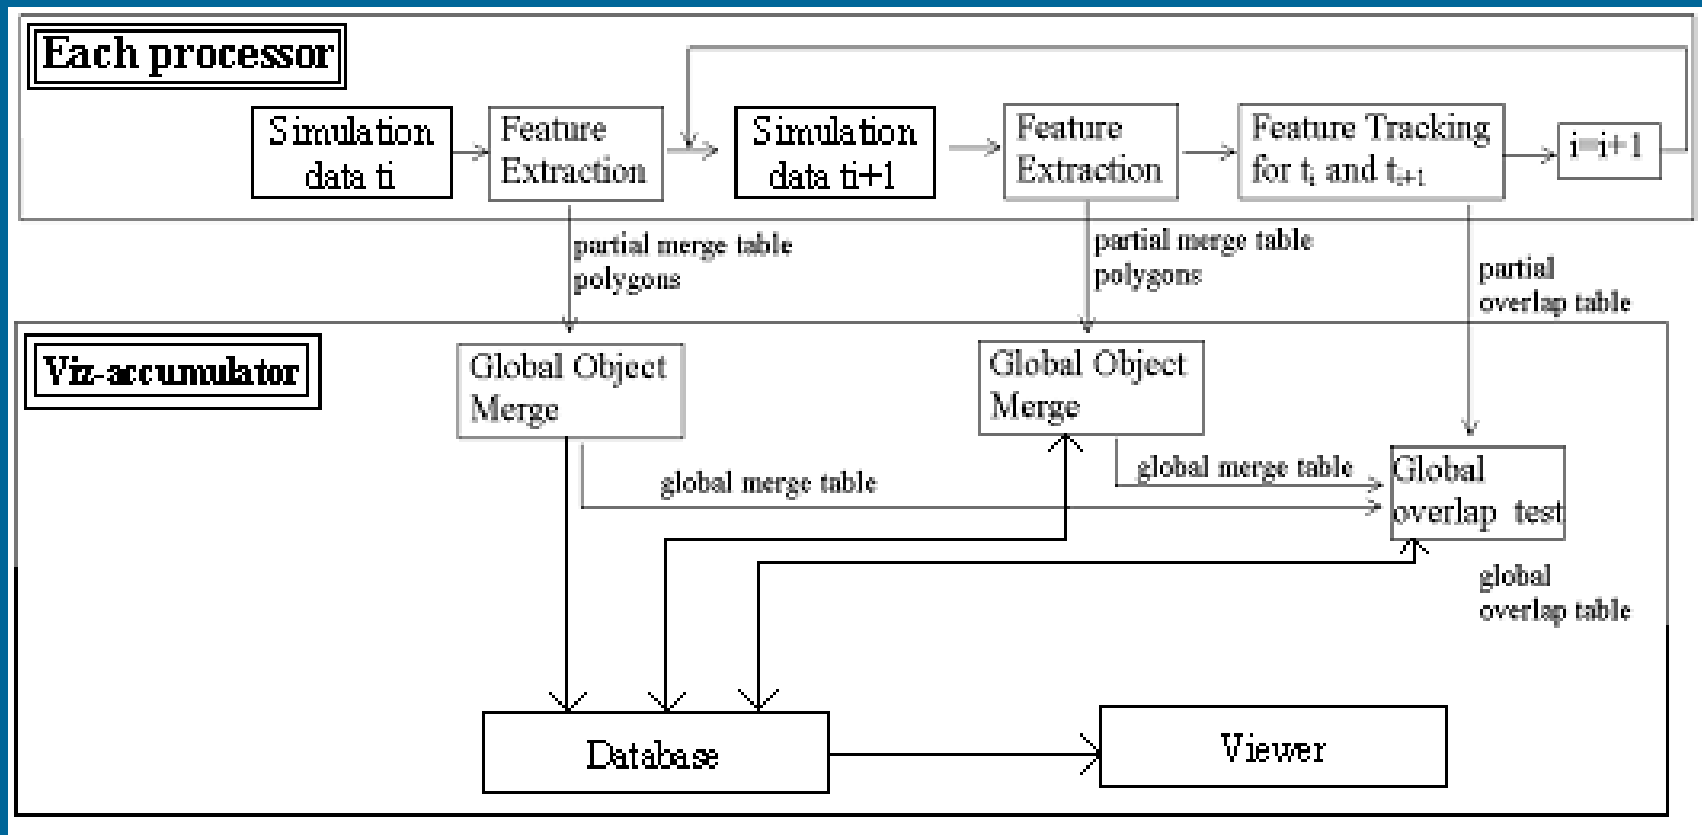 Each processor
Simulation
data ti
Feature
Extraction
Simulation
data ti+1
Feature
Extraction
Feature Tracking
for tᵢ and tᵢ₊₁
i=i+1
partial merge table
polygons
partial merge table
polygons
partial
overlap table
Viz-accumulator
Global Object
Merge
Global Object
Merge
global merge table
global merge table
Global
overlap test
global
overlap table
Database
Viewer